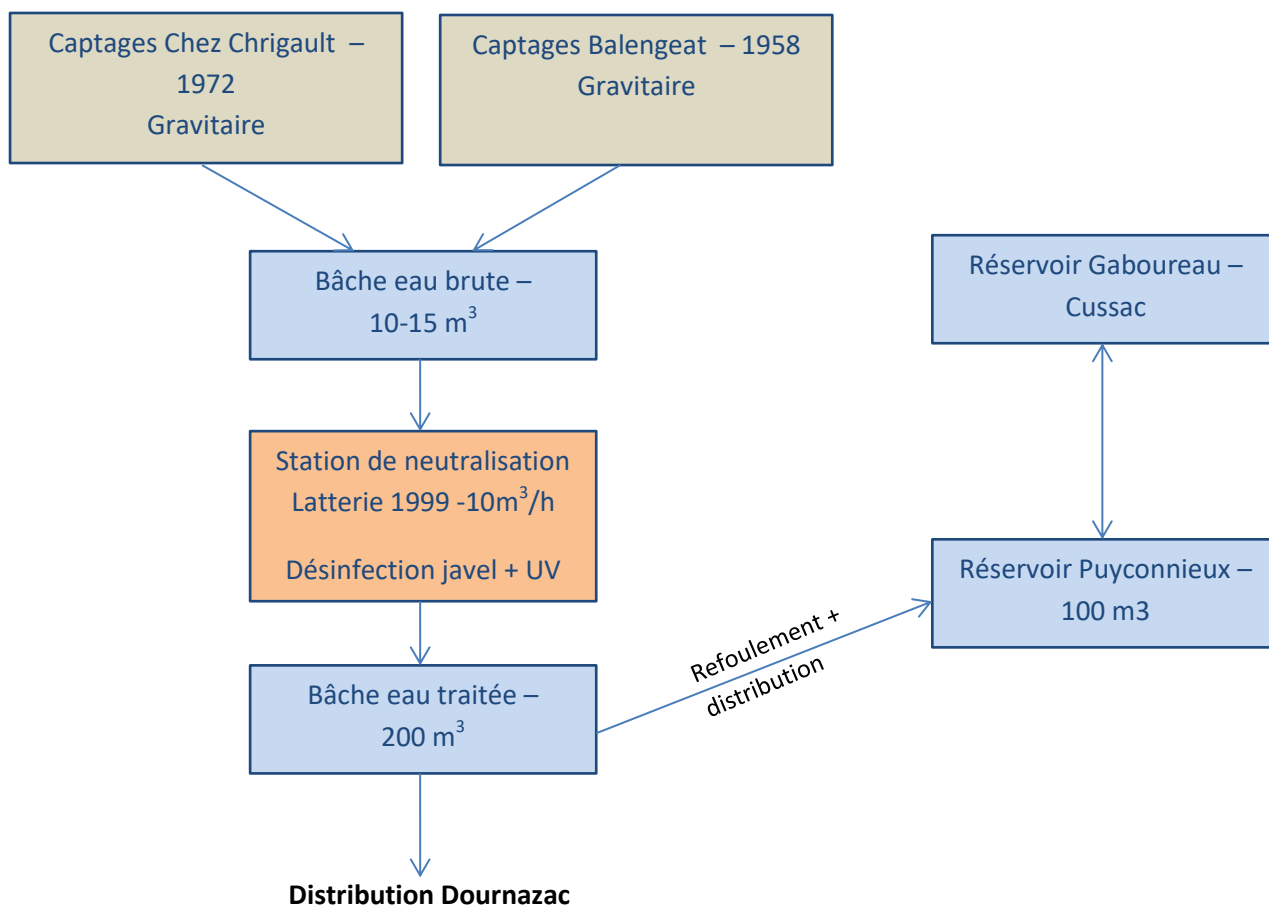 Captages Chez Chrigault –
1972
Gravitaire
Captages Balengeat – 1958
Gravitaire
Bâche eau brute –
10-15 m³
Réservoir Gaboureau –
Cussac
Station de neutralisation
Latterie 1999 -10m³/h
Désinfection javel + UV
Réservoir Puyconnieux –
100 m3
Refoulement +
distribution
Bâche eau traitée –
200 m³
Distribution Dournazac